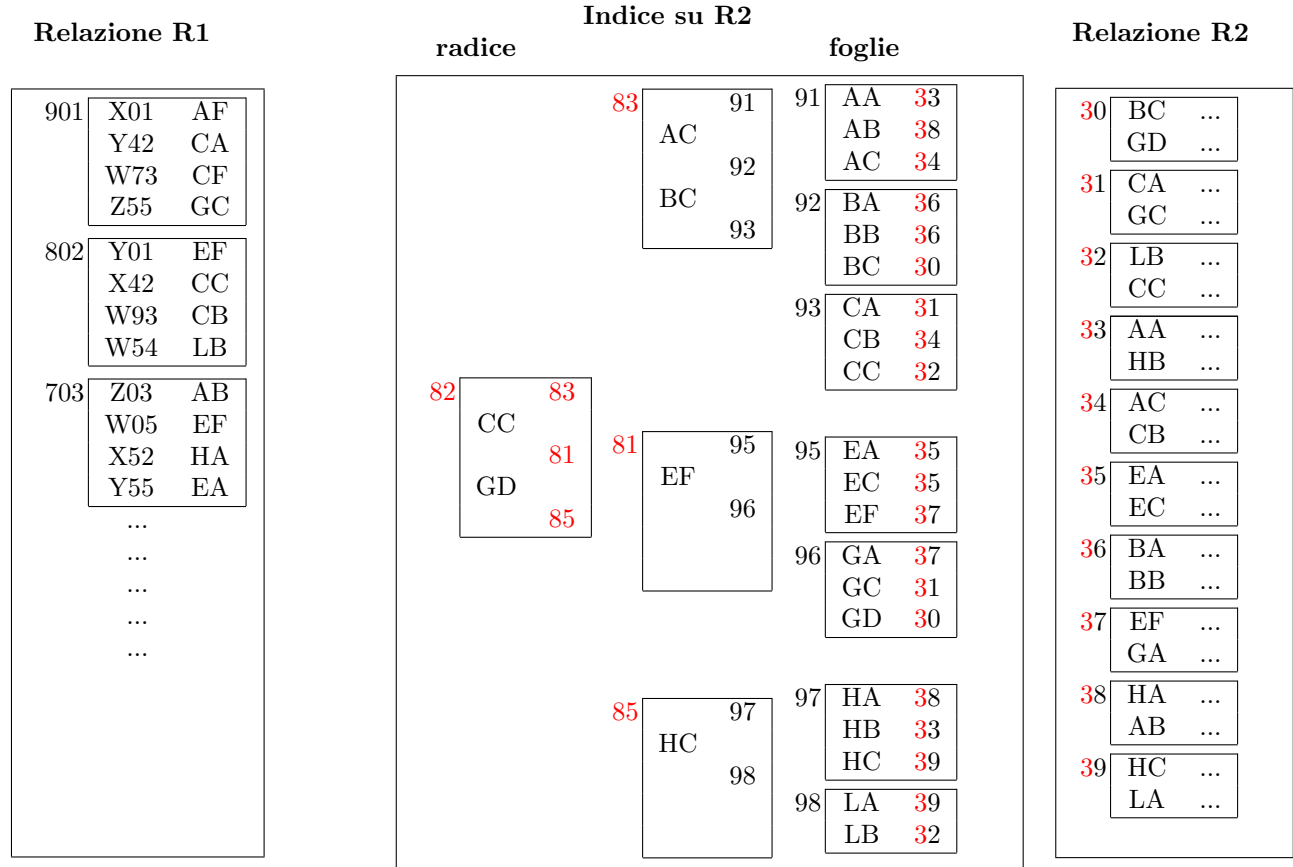 Indice su R2
Relazione R1
radice
foglie
Relazione R2
901 X01 AF
Y42 CA
W73 CF
Z55 GC
802 Y01 EF
X42 CC
W93 CB
W54 LB
703 Z03 AB
W05 EF
X52 HA
Y55 EA
...
...
...
...
...
82 83
CC
81
GD
85
83 91
AC
92
BC
93
81 95
EF
96
85 97
HC
98
91 AA 33
AB 38
AC 34
92 BA 36
BB 36
BC 30
93 CA 31
CB 34
CC 32
95 EA 35
EC 35
EF 37
96 GA 37
GC 31
GD 30
97 HA 38
HB 33
HC 39
98 LA 39
LB 32
30 BC ...
GD ...
31 CA ...
GC ...
32 LB ...
CC ...
33 AA ...
HB ...
34 AC ...
CB ...
35 EA ...
EC ...
36 BA ...
BB ...
37 EF ...
GA ...
38 HA ...
AB ...
39 HC ...
LA ...